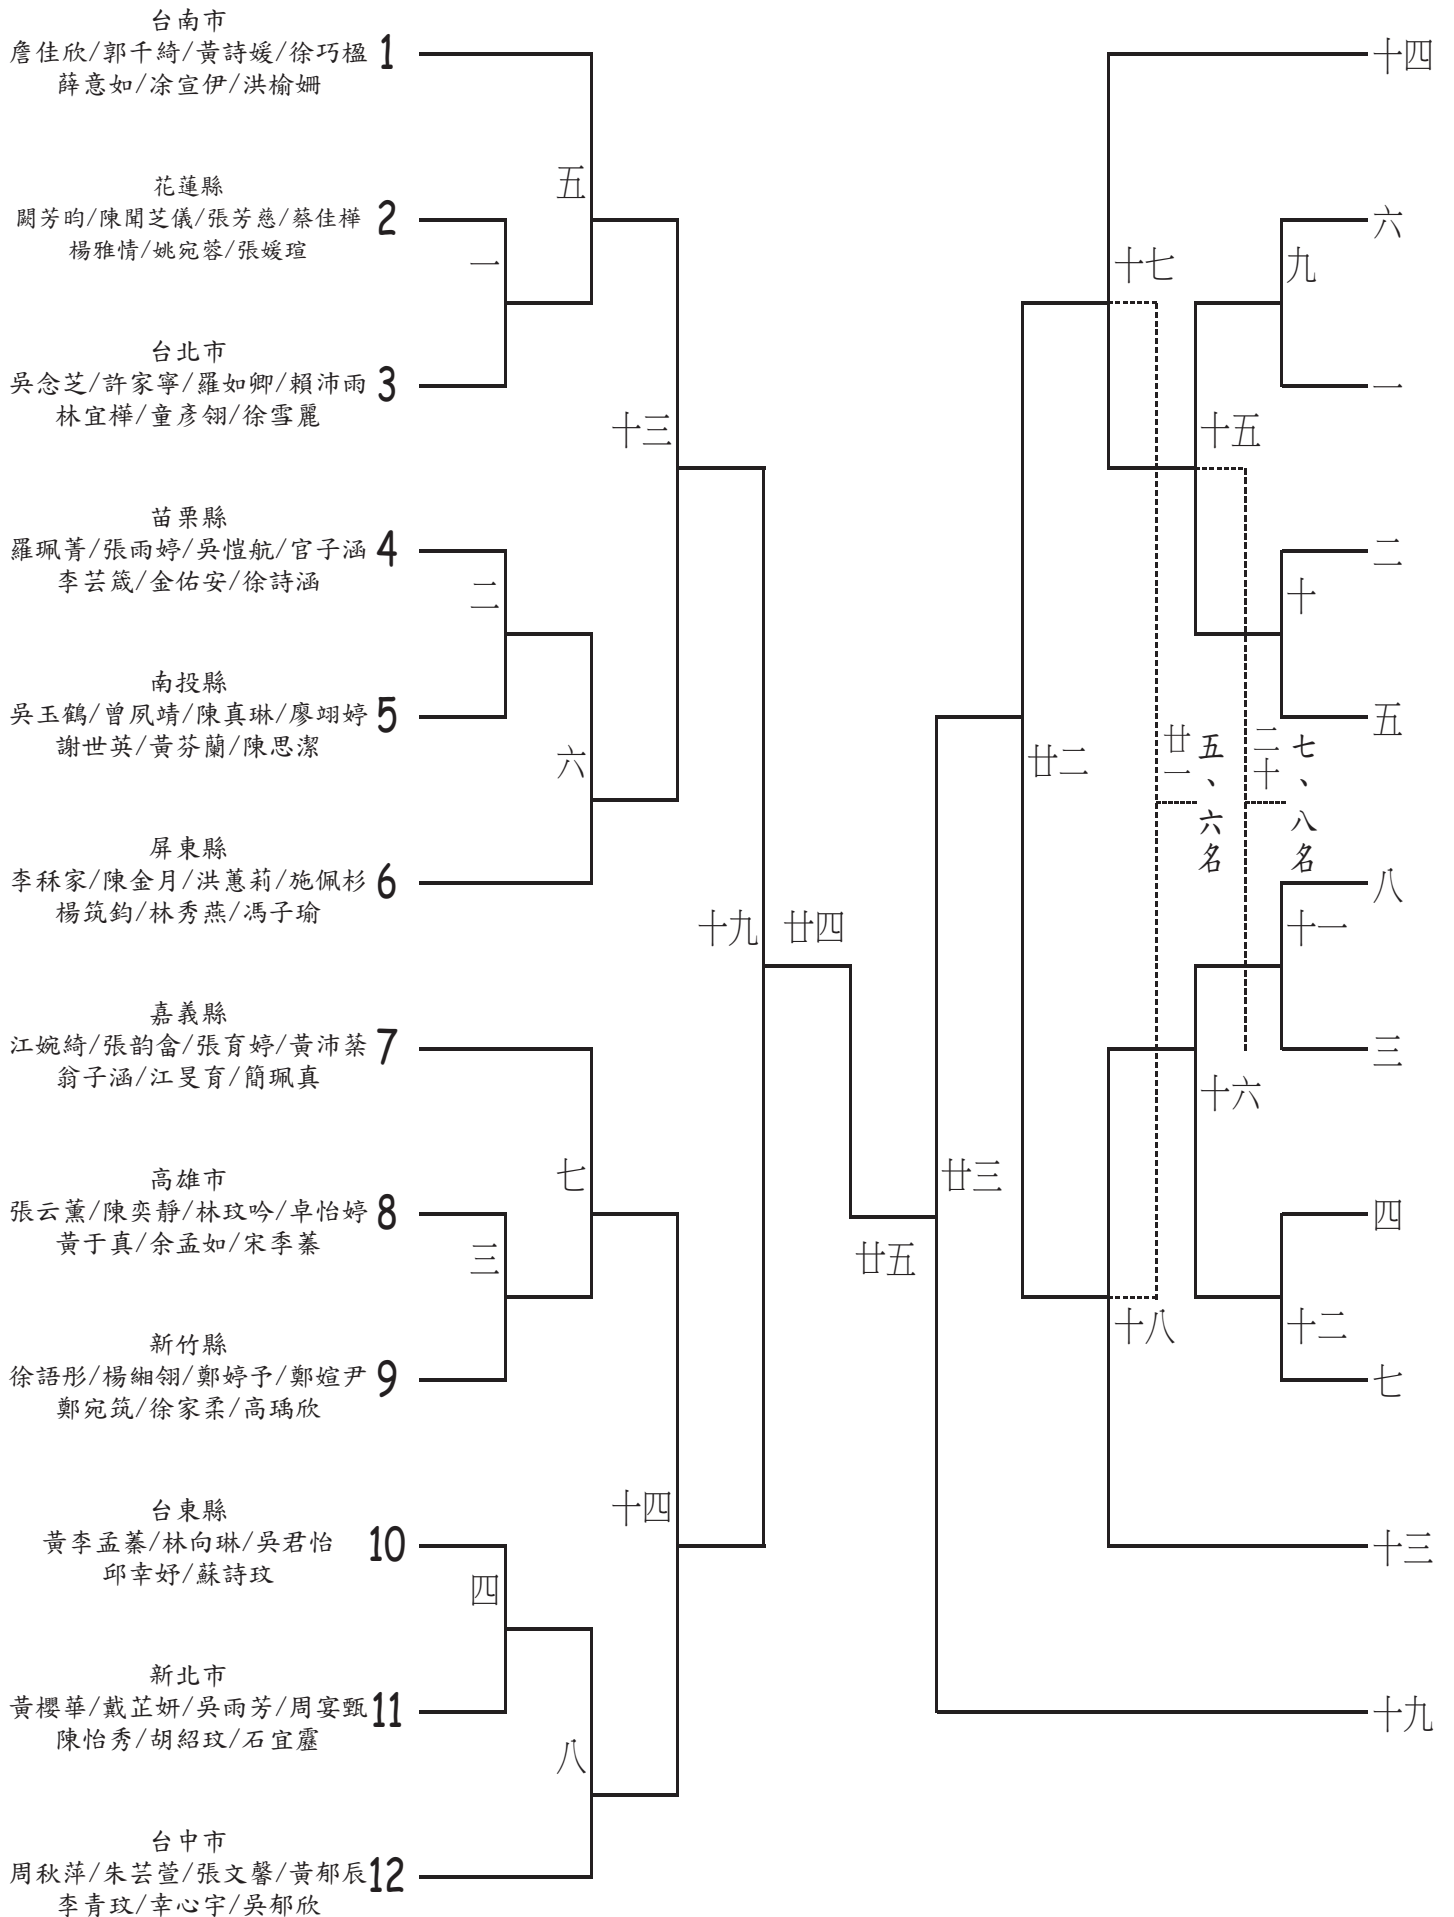 台南市
詹佳欣/郭千綺/黃詩媛/徐巧楹 1
薛意如/凃宣伊/洪榆姍
花蓮縣
闕芳昀/陳聞芝儀/張芳慈/蔡佳樺 2
楊雅情/姚宛蓉/張媛瑄
台北市
吳念芝/許家寧/羅如卿/賴沛雨 3
林宜樺/童彥翎/徐雪麗
苗栗縣
羅珮菁/張雨婷/吳愷航/官子涵 4
李芸箴/金佑安/徐詩涵
南投縣
吳玉鶴/曾夙靖/陳真琳/廖翊婷 5
謝世英/黃芬蘭/陳思潔
屏東縣
李秝家/陳金月/洪蕙莉/施佩杉 6
楊筑鈞/林秀燕/馮子瑜
嘉義縣
江婉綺/張韵畣/張育婷/黃沛棻 7
翁子涵/江旻育/簡珮真
高雄市
張云薰/陳奕靜/林玟吟/卓怡婷 8
黃于真/余孟如/宋季蓁
新竹縣
徐語彤/楊緗翎/鄭婷予/鄭媗尹 9
鄭宛筑/徐家柔/高瑀欣
台東縣
黃李孟蓁/林向琳/吳君怡 10
邱幸妤/蘇詩玟
新北市
黃櫻華/戴芷妍/吳雨芳/周宴甄 11
陳怡秀/胡紹玟/石宜靂
台中市
周秋萍/朱芸萱/張文馨/黃郁辰 12
李青玟/幸心宇/吳郁欣
一
二
三
四
五
六
七
八
十三
十四
十九
廿四
廿五
廿三
廿二
十七
十八
廿一
五、六名
二十
七、八名
十五
十六
九
十
十一
十二
十四
六
一
二
五
八
三
四
七
十三
十九